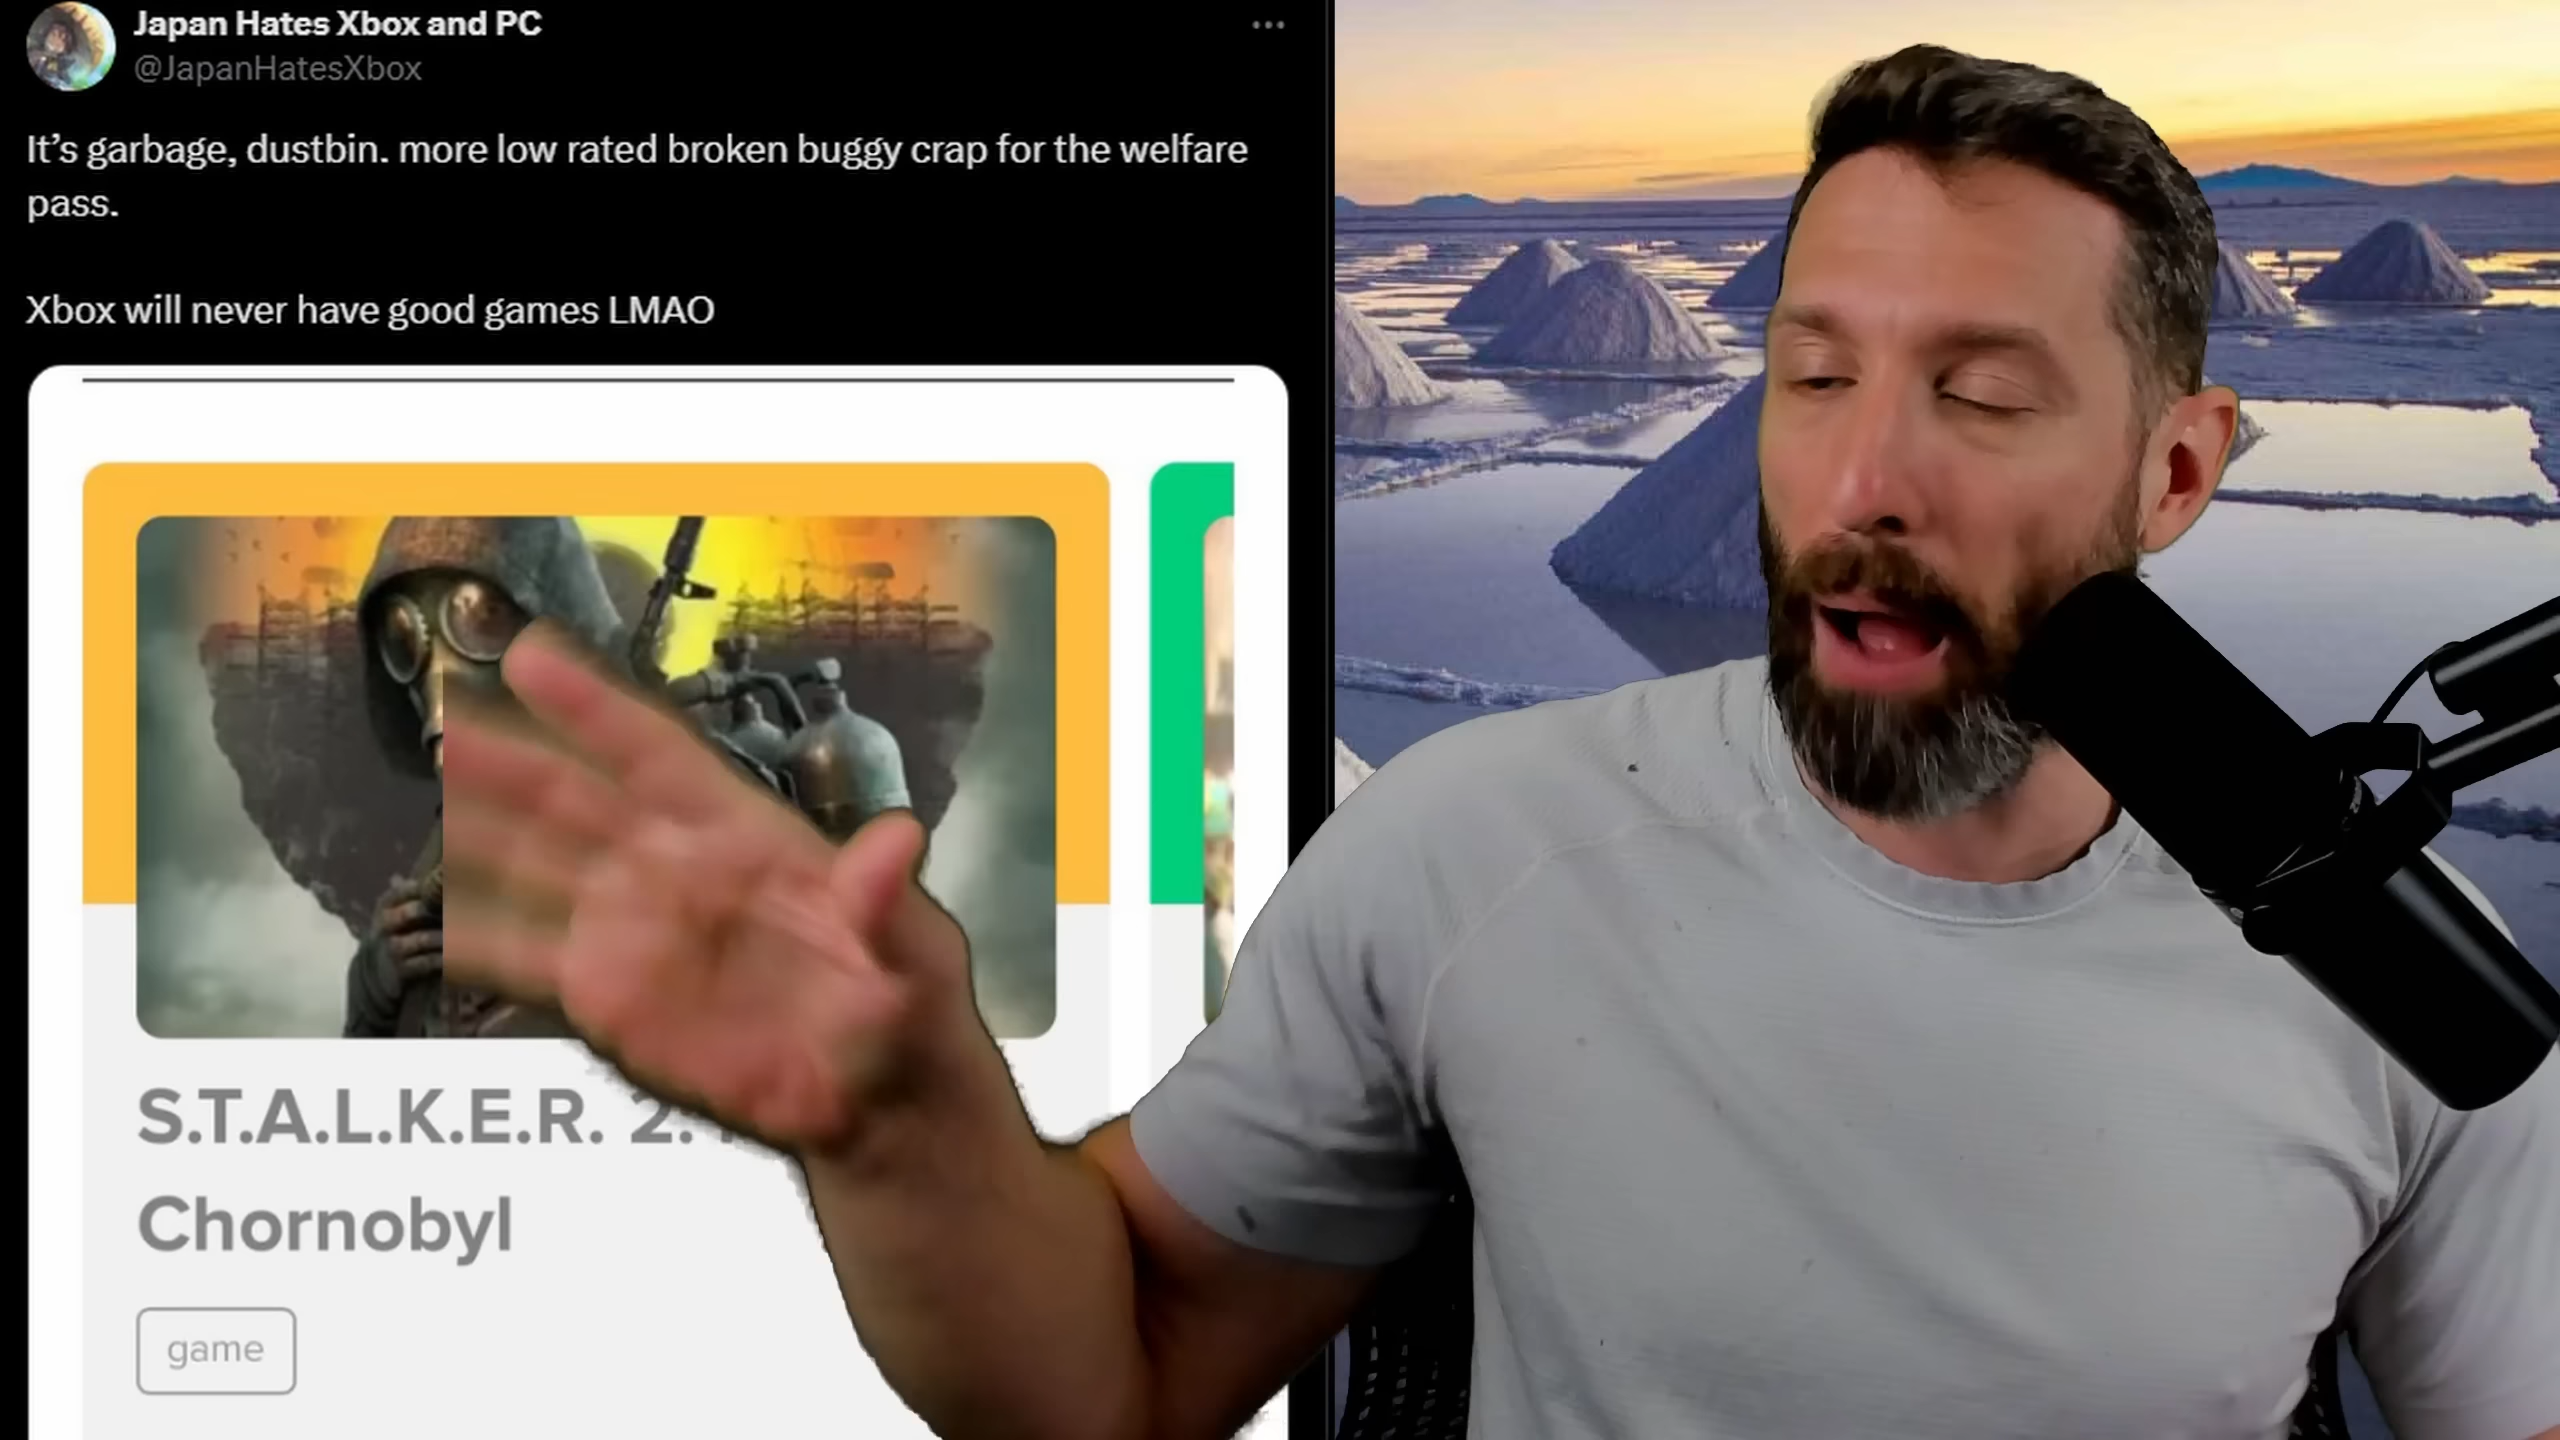 Japan Hates Xbox and PC
@JapanHatesXbox
It's garbage, dustbin. more low rated broken buggy crap for the welfare
pass.
Xbox will never have good games LMAO
S.T.A.L.K.E.R. 2:
Chornobyl
game